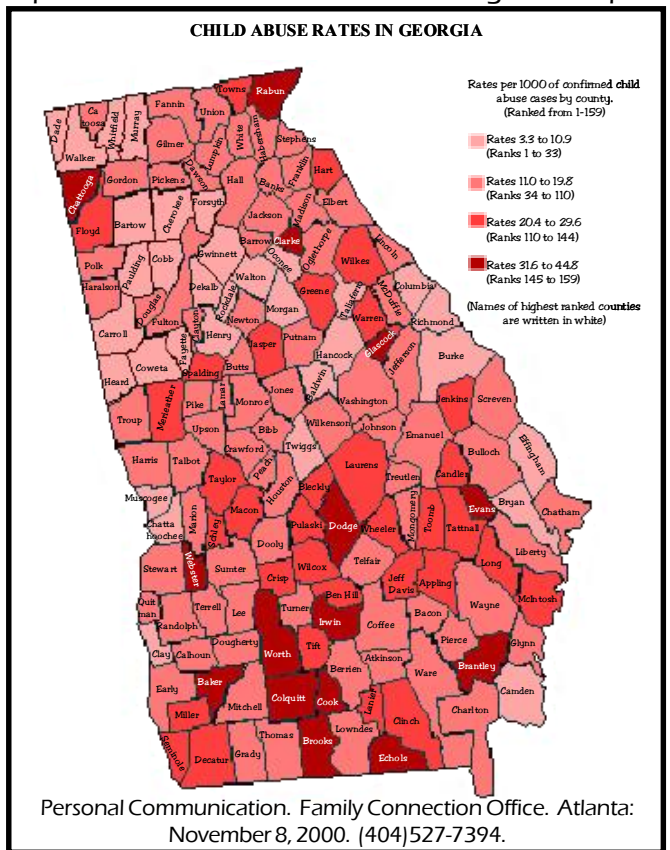 CHILD ABUSE RATES IN GEORGIA
Rates per 1000 of confirmed child
abuse cases by county.
(Ranked from 1-159)
Rates 3.3 to 10.9
(Ranks 1 to 33)
Rates 11.0 to 19.8
(Ranks 34 to 110)
Rates 20.4 to 29.6
(Ranks 110 to 144)
Rates 31.6 to 44.8
(Ranks 145 to 159)
(Names of highest ranked counties
are written in white)
Dade
Walker
Ca
toosa
Whitfield
Murray
Fannin
Gilmer
Union
Towns
Rabun
White
Habersham
Stephens
Lumpkin
Chattooga
Gordon
Pickens
Dawson
Hall
Banks
Franklin
Hart
Floyd
Bartow
Cherokee
Forsyth
Jackson
Madison
Elbert
Polk
Paulding
Cobb
Gwinnett
Barrow
Clarke
Oconee
Oglethorpe
Wilkes
Lincoln
Haralson
Douglas
Fulton
Dekalb
Rockdale
Walton
Morgan
Greene
Taliaferro
McDuffie
Columbia
Carroll
Fayette
Clayton
Henry
Newton
Jasper
Putnam
Hancock
Warren
Glascock
Richmond
Heard
Coweta
Spalding
Butts
Baldwin
Jefferson
Burke
Troup
Merieather
Pike
Lamar
Monroe
Jones
Wilkinson
Washington
Jenkins
Screven
Upson
Bibb
Crawford
Twiggs
Johnson
Emanuel
Harris
Talbot
Taylor
Peach
Houston
Bleckly
Laurens
Treutlen
Candler
Bulloch
Effingham
Muscogee
Chatta
hoochee
Marion
Schley
Macon
Dooly
Pulaski
Dodge
Wheeler
Montgomery
Toomb
Tattnal
Evans
Bryan
Chatham
Stewart
Webster
Sumter
Crisp
Wilcox
Telfair
Jeff
Davis
Appling
Long
Liberty
McIntosh
Quit
man
Randolph
Terrell
Lee
Turner
Ben Hill
Irwin
Coffee
Bacon
Wayne
Clay
Calhoun
Dougherty
Worth
Tift
Berrien
Atkinson
Ware
Pierce
Brantley
Glynn
Early
Baker
Mitchell
Colquitt
Cook
Lanier
Clinch
Charlton
Camden
Miller
Seminole
Decatur
Grady
Thomas
Brooks
Lowndes
Echols
Personal Communication. Family Connection Office. Atlanta:
November 8, 2000. (404)527-7394.